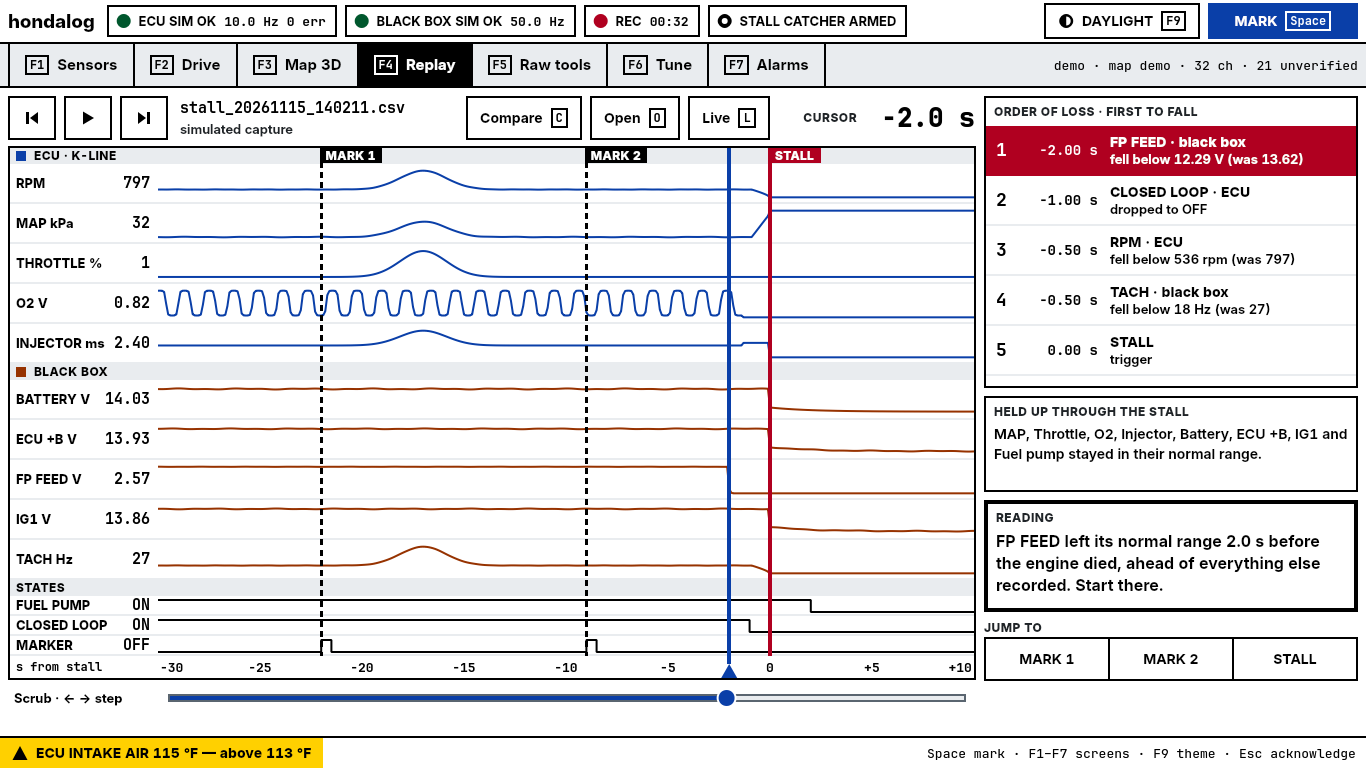 hondalog
ECU SIM OK 10.0 Hz 0 err
BLACK BOX SIM OK 50.0 Hz
REC 00:32
STALL CATCHER ARMED
DAYLIGHT F9
MARK Space
F1 Sensors
F2 Drive
F3 Map 3D
F4 Replay
F5 Raw tools
F6 Tune
F7 Alarms
demo · map demo · 32 ch · 21 unverified
stall_20261115_140211.csv
simulated capture
Compare C
Open O
Live L
CURSOR -2.0 s
ECU · K-LINE
MARK 1
MARK 2
STALL
RPM 797
MAP kPa 32
THROTTLE % 1
O2 V 0.82
INJECTOR ms 2.40
BLACK BOX
BATTERY V 14.03
ECU +B V 13.93
FP FEED V 2.57
IG1 V 13.86
TACH Hz 27
STATES
FUEL PUMP ON
CLOSED LOOP ON
MARKER OFF
s from stall -30 -25 -20 -15 -10 -5 0 +5 +10
Scrub · ← → step
ORDER OF LOSS · FIRST TO FALL
1 -2.00 s FP FEED · black box
fell below 12.29 V (was 13.62)
2 -1.00 s CLOSED LOOP · ECU
dropped to OFF
3 -0.50 s RPM · ECU
fell below 536 rpm (was 797)
4 -0.50 s TACH · black box
fell below 18 Hz (was 27)
5 0.00 s STALL
trigger
HELD UP THROUGH THE STALL
MAP, Throttle, O2, Injector, Battery, ECU +B, IG1 and
Fuel pump stayed in their normal range.
READING
FP FEED left its normal range 2.0 s before
the engine died, ahead of everything else
recorded. Start there.
JUMP TO
MARK 1
MARK 2
STALL
ECU INTAKE AIR 115 °F — above 113 °F
Space mark · F1–F7 screens · F9 theme · Esc acknowledge